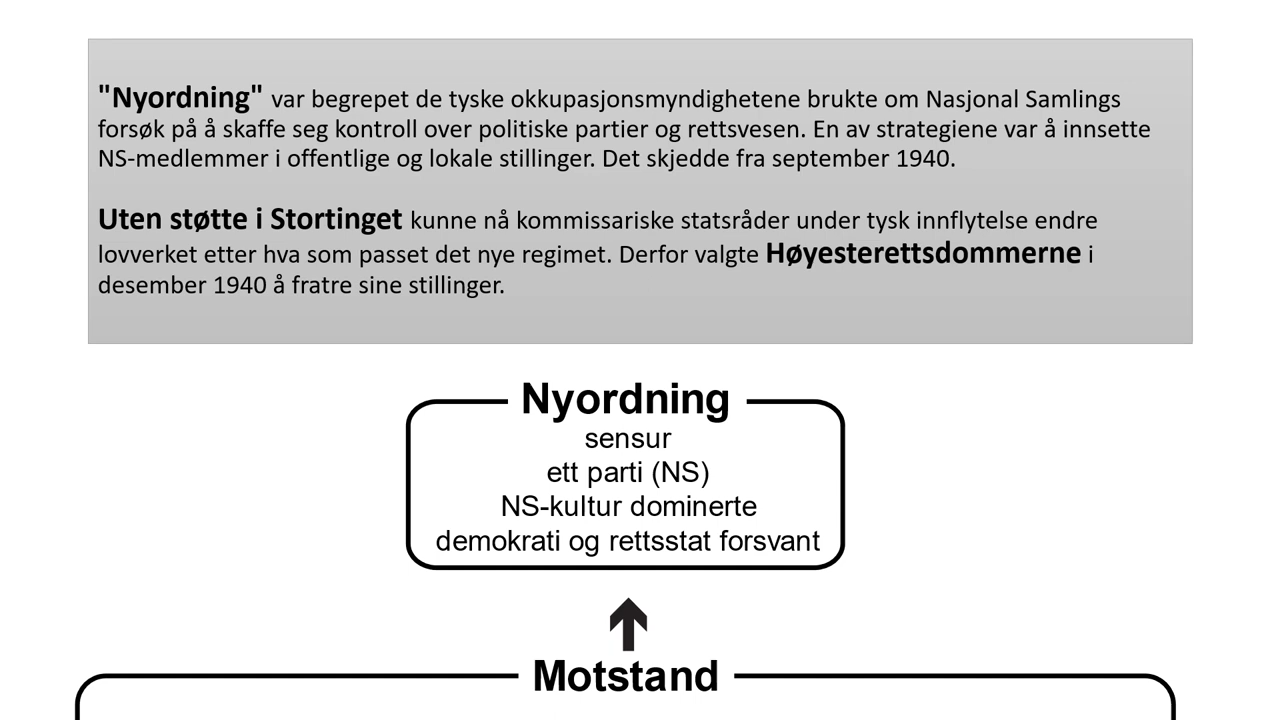 "Nyordning" var begrepet de tyske okkupasjonsmyndighetene brukte om Nasjonal Samlings
forsøk på å skaffe seg kontroll over politiske partier og rettsvesen. En av strategiene var å innsette
NS-medlemmer i offentlige og lokale stillinger. Det skjedde fra september 1940.
Uten støtte i Stortinget kunne nå kommissariske statsråder under tysk innflytelse endre
lovverket etter hva som passet det nye regimet. Derfor valgte Høyesterettsdommerne i
desember 1940 å fratre sine stillinger.
Nyordning
sensur
ett parti (NS)
NS-kultur dominerte
demokrati og rettsstat forsvant
Motstand